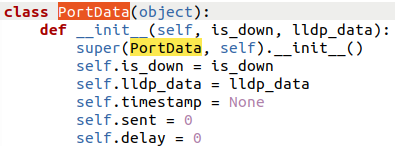 class PortData(object):
    def __init__(self, is_down, lldp_data):
        super(PortData, self).__init__()
        self.is_down = is_down
        self.lldp_data = lldp_data
        self.timestamp = None
        self.sent = 0
        self.delay = 0